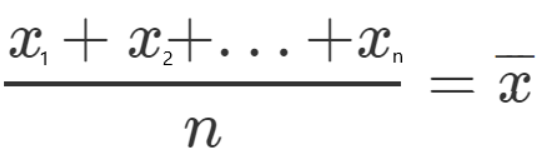 x₁ + x₂+...+xₙ
n
= x̄